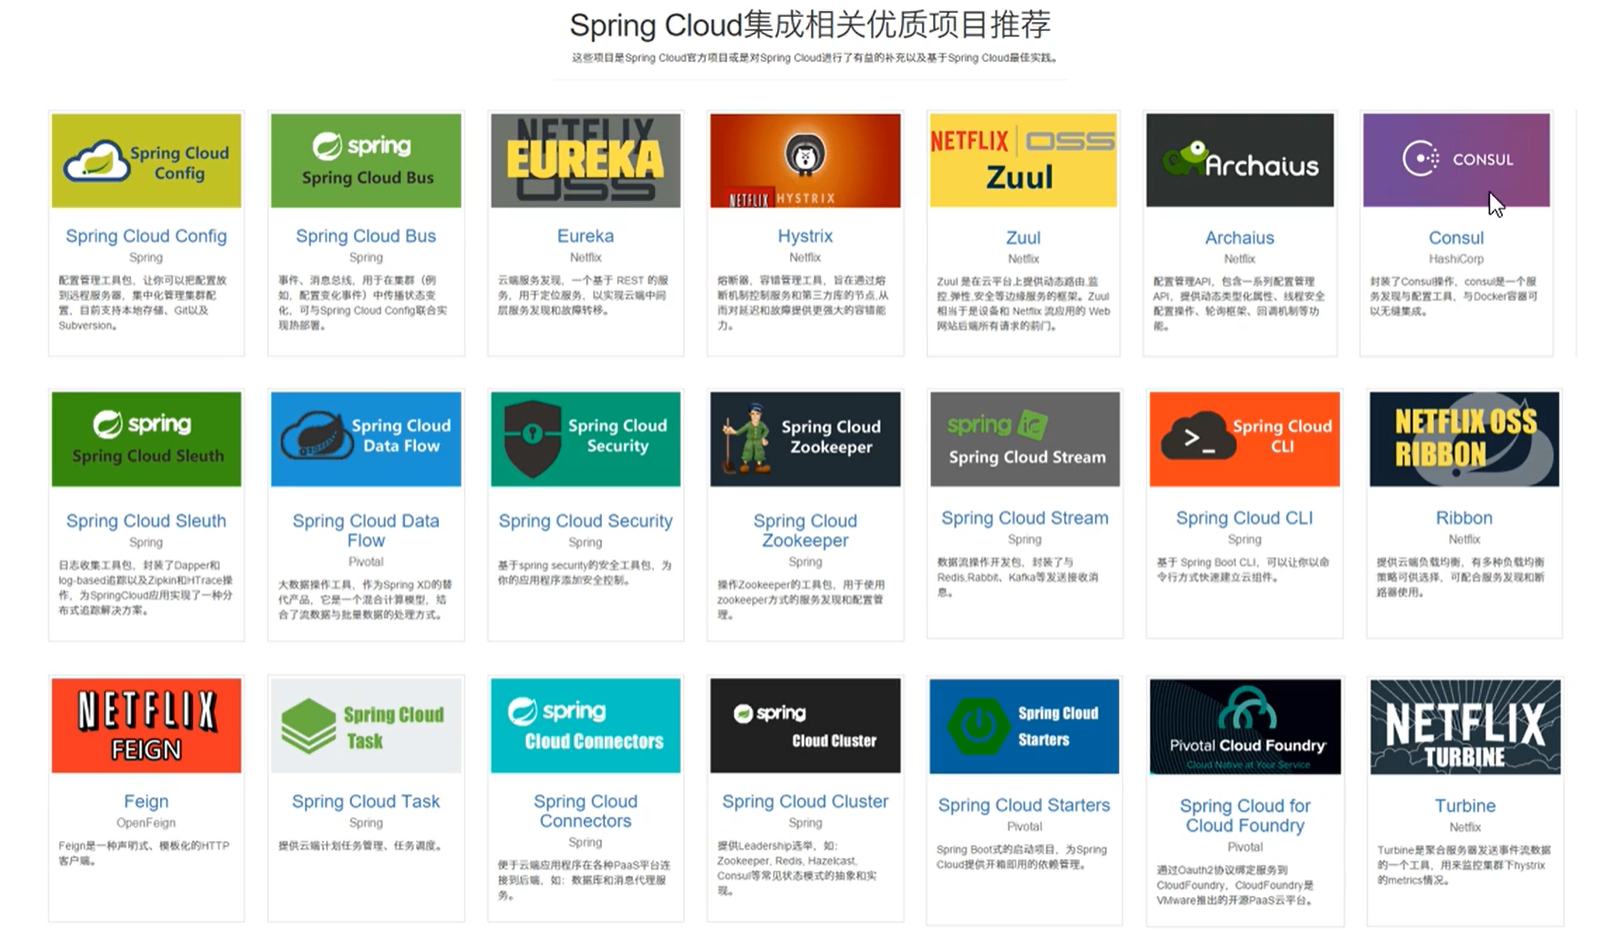 Spring Cloud集成相关优质项目推荐
这些项目是Spring Cloud官方项目或是对Spring Cloud进行了有益的补充以及基于Spring Cloud最佳实践。
Spring Cloud
Config
Spring Cloud Config
Spring
配置管理工具包，让你可以把配置放
到远程服务器，集中化管理集群配
置，目前支持本地存储、Git以及
Subversion。
spring
Spring Cloud Bus
Spring Cloud Bus
Spring
事件、消息总线，用于在集群（例
如，配置变化事件）中传播状态变
化，可与Spring Cloud Config联合实
现热部署。
NETFLIX
EUREKA
OSS
Eureka
Netflix
云端服务发现，一个基于 REST 的服
务，用于定位服务，以实现云端中间
层服务发现和故障转移。
NETFLIX HYSTRIX
Hystrix
Netflix
熔断器，容错管理工具，旨在通过熔
断机制控制服务和第三方库的节点,从
而对延迟和故障提供更强大的容错能
力。
NETFLIX | OSS
Zuul
Zuul
Netflix
Zuul 是在云平台上提供动态路由,监
控,弹性,安全等边缘服务的框架。Zuul
相当于是设备和 Netflix 流应用的 Web
网站后端所有请求的前门。
Archaius
Archaius
Netflix
配置管理API，包含一系列配置管理
API，提供动态类型化属性、线程安全
配置操作、轮询框架、回调机制等功
能。
CONSUL
Consul
HashiCorp
封装了Consul操作，consul是一个服
务发现与配置工具，与Docker容器可
以无缝集成。
spring
Spring Cloud Sleuth
Spring Cloud Sleuth
Spring
日志收集工具包，封装了Dapper和
log-based追踪以及Zipkin和HTrace操
作，为SpringCloud应用实现了一种分
布式追踪解决方案。
Spring Cloud
Data Flow
Spring Cloud Data
Flow
Pivotal
大数据操作工具，作为Spring XD的替
代产品，它是一个混合计算模型，结
合了流数据与批量数据的处理方式。
Spring Cloud
Security
Spring Cloud Security
Spring
基于spring security的安全工具包，为
你的应用程序添加安全控制。
Spring Cloud
Zookeeper
Spring Cloud
Zookeeper
Spring
操作Zookeeper的工具包，用于使用
zookeeper方式的服务发现和配置管
理。
spring
Spring Cloud Stream
Spring Cloud Stream
Spring
数据流操作开发包，封装了与
Redis,Rabbit、Kafka等发送接收消
息。
Spring Cloud
CLI
Spring Cloud CLI
Spring
基于 Spring Boot CLI，可以让你以命
令行方式快速建立云组件。
NETFLIX OSS
RIBBON
Ribbon
Netflix
提供云端负载均衡，有多种负载均衡
策略可供选择，可配合服务发现和断
路器使用。
NETFLIX
FEIGN
Feign
OpenFeign
Feign是一种声明式、模板化的HTTP
客户端。
Spring Cloud
Task
Spring Cloud Task
Spring
提供云端计划任务管理、任务调度。
spring
Cloud Connectors
Spring Cloud
Connectors
Spring
便于云端应用程序在各种PaaS平台连
接到后端，如：数据库和消息代理服
务。
spring
Cloud Cluster
Spring Cloud Cluster
Spring
提供Leadership选举，如：
Zookeeper, Redis, Hazelcast,
Consul等常见状态模式的抽象和实
现。
Spring Cloud
Starters
Spring Cloud Starters
Pivotal
Spring Boot式的启动项目，为Spring
Cloud提供开箱即用的依赖管理。
Pivotal Cloud Foundry
Cloud Native at Your Service
Spring Cloud for
Cloud Foundry
Pivotal
通过Oauth2协议绑定服务到
CloudFoundry，CloudFoundry是
VMware推出的开源PaaS云平台。
NETFLIX
TURBINE
Turbine
Netflix
Turbine是聚合服务器发送事件流数据
的一个工具，用来监控集群下hystrix
的metrics情况。